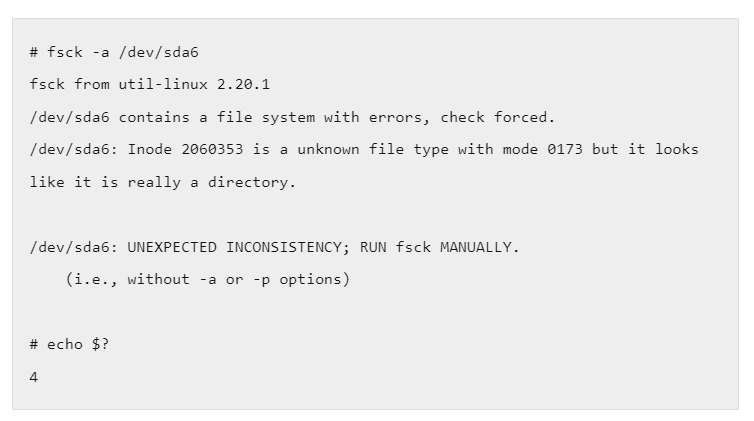 # fsck -a /dev/sda6
fsck from util-linux 2.20.1
/dev/sda6 contains a file system with errors, check forced.
/dev/sda6: Inode 2060353 is a unknown file type with mode 0173 but it looks
like it is really a directory.
/dev/sda6: UNEXPECTED INCONSISTENCY; RUN fsck MANUALLY.
(i.e., without -a or -p options)
# echo $?
4